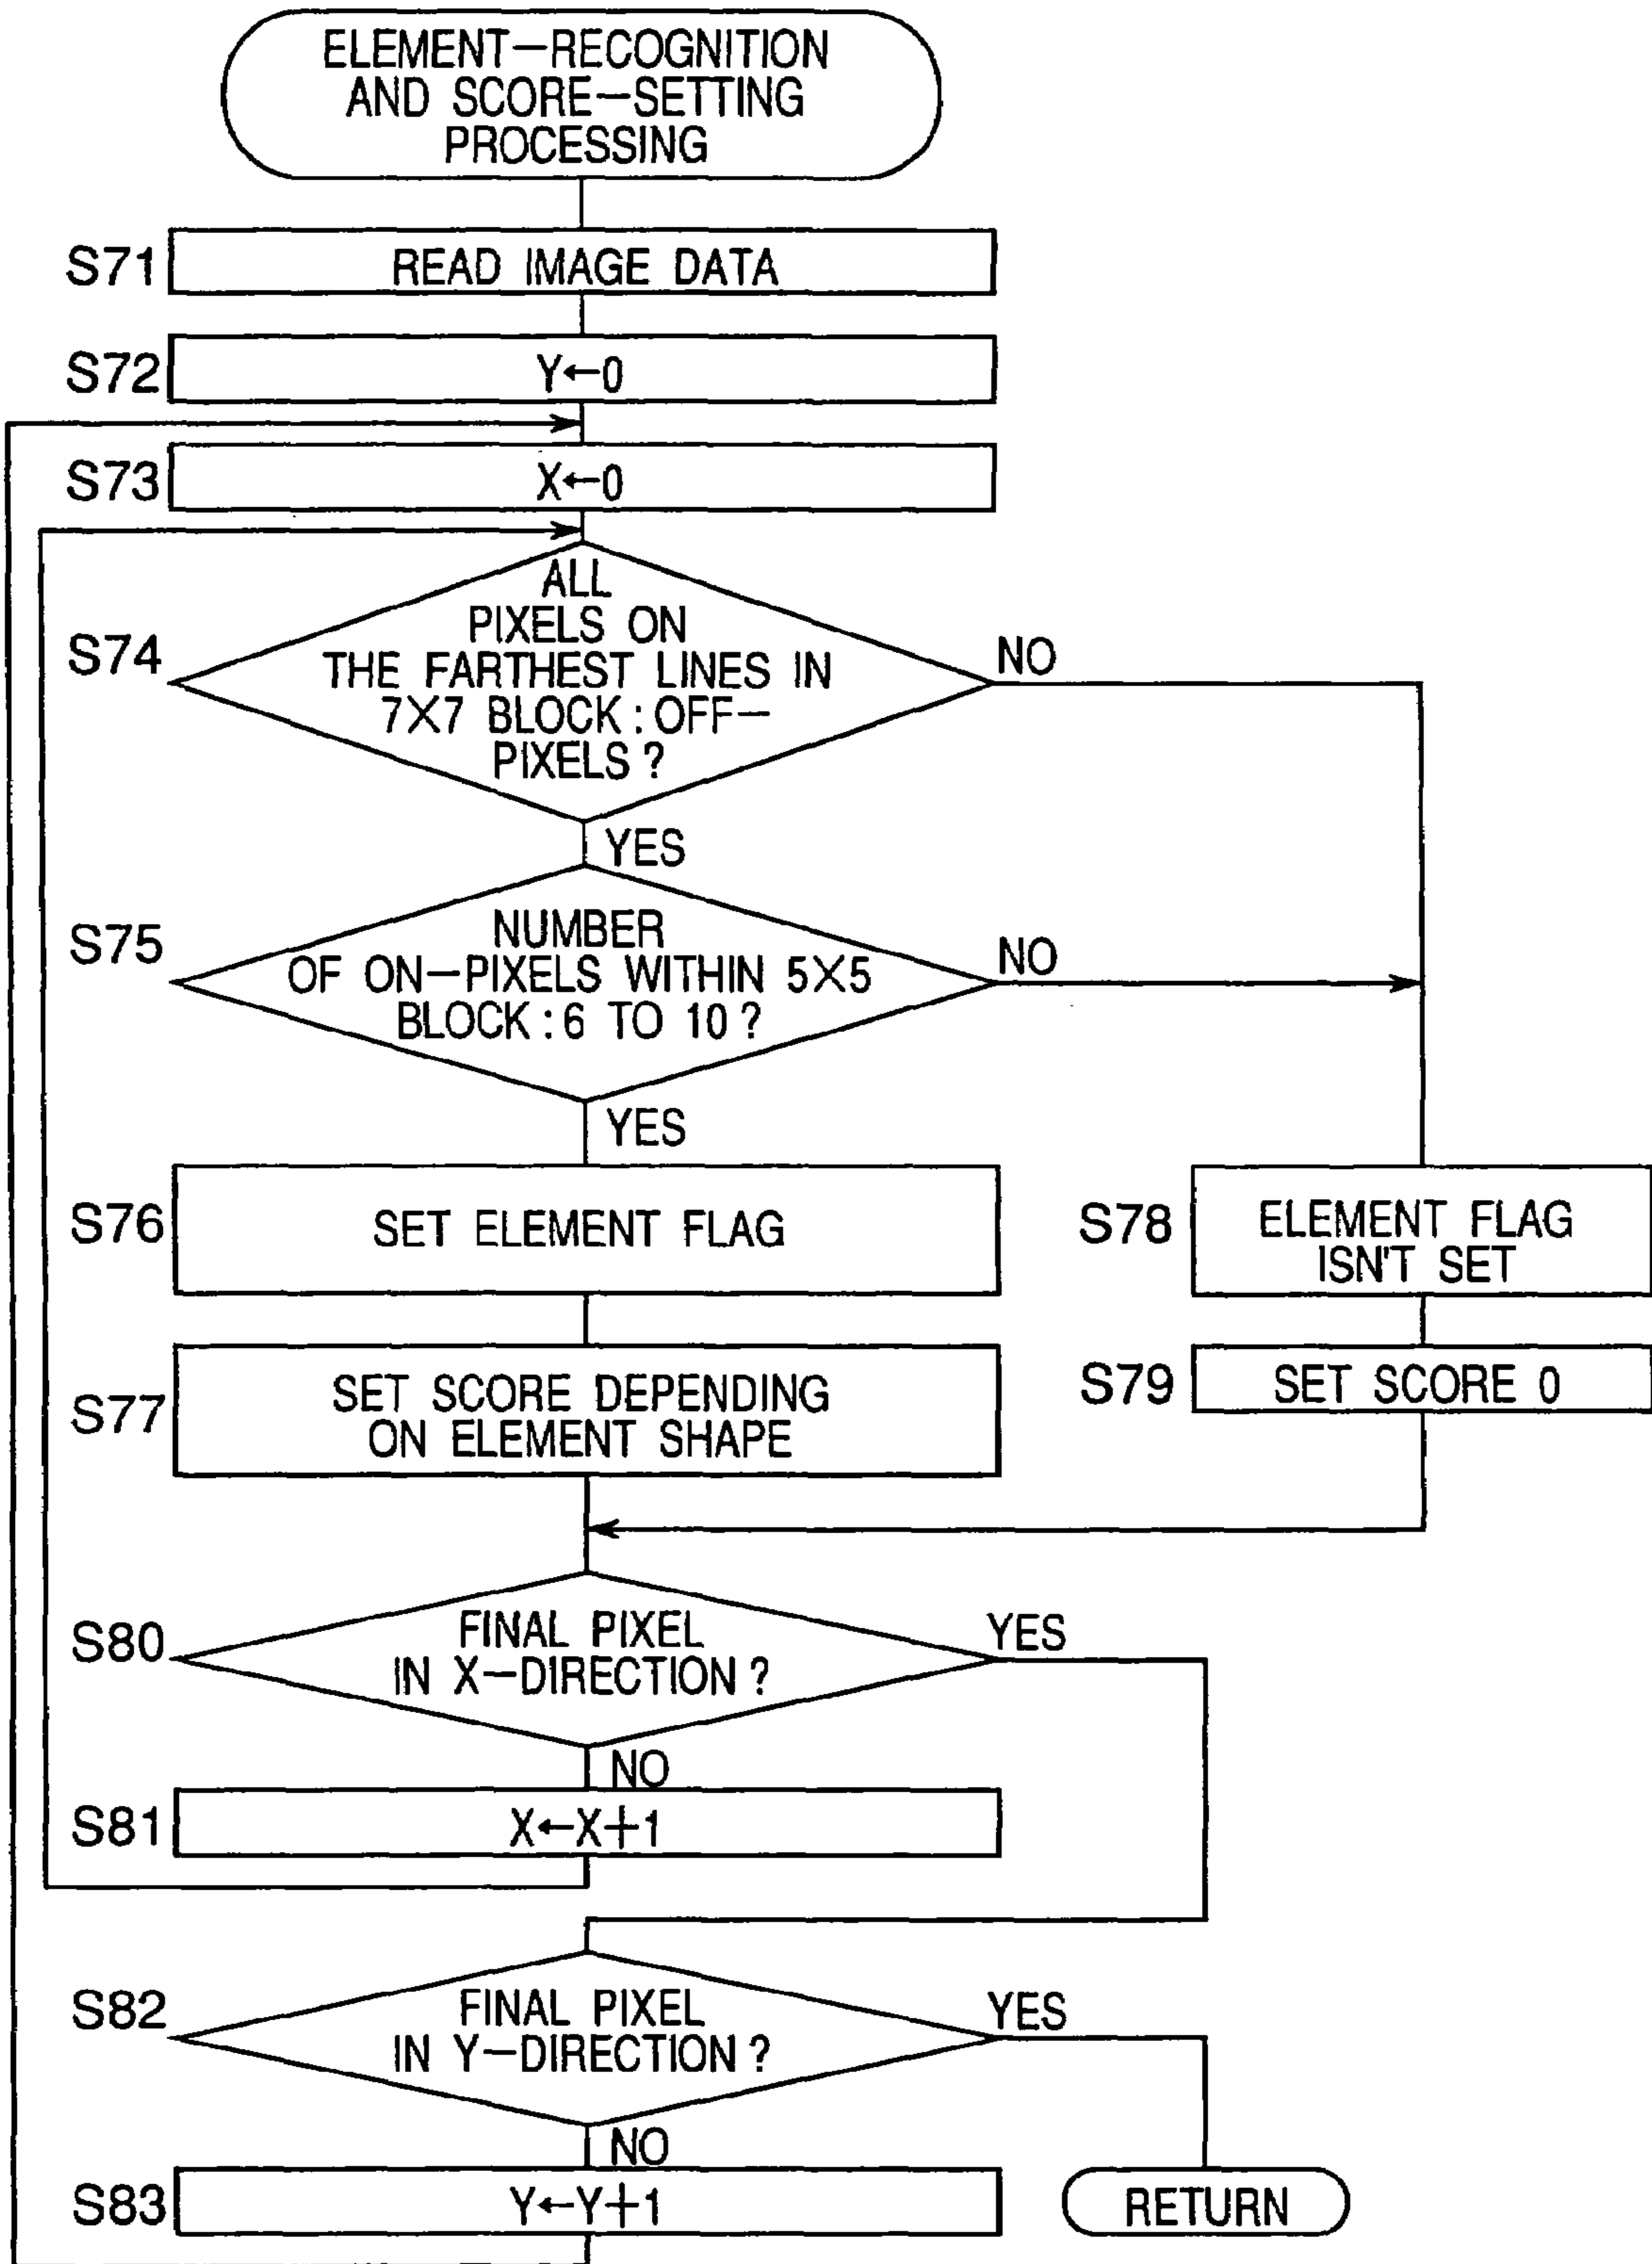 ELEMENT—RECOGNITION
AND SCORE—SETTING
PROCESSING
S71
READ IMAGE DATA
S72
Y←0
S73
X←0
S74
ALL
PIXELS ON
THE FARTHEST LINES IN
7×7 BLOCK : OFF—
PIXELS ?
NO
YES
S75
NUMBER
OF ON—PIXELS WITHIN 5×5
BLOCK : 6 TO 10 ?
NO
YES
S76
SET ELEMENT FLAG
S78
ELEMENT FLAG
ISN'T SET
S77
SET SCORE DEPENDING
ON ELEMENT SHAPE
S79
SET SCORE 0
S80
FINAL PIXEL
IN X—DIRECTION ?
YES
NO
S81
X←X+1
S82
FINAL PIXEL
IN Y—DIRECTION ?
YES
NO
S83
Y←Y+1
RETURN